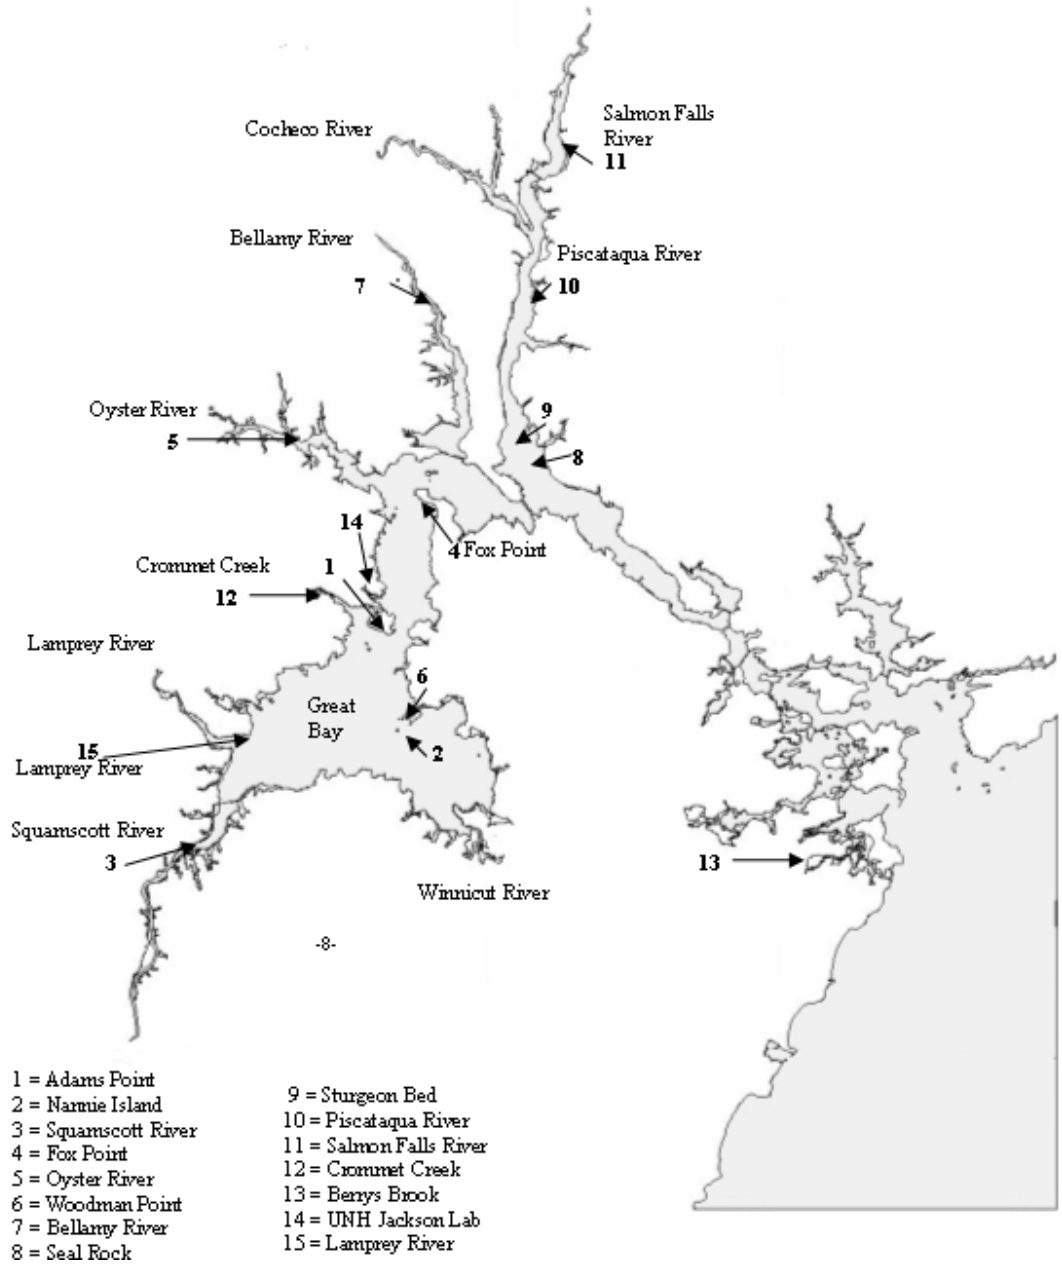 Salmon Falls
River
11
Cocheco River
Bellamy River
7
Piscataqua River
10
Oyster River
5
9
8
14
4 Fox Point
1
Crommet Creek
12
Lamprey River
6
Great
Bay
15
2
Lamprey River
Squamscott River
3
13
Winnicut River
-8-
1 = Adams Point
2 = Nannie Island
3 = Squamscott River
4 = Fox Point
5 = Oyster River
6 = Woodman Point
7 = Bellamy River
8 = Seal Rock
9 = Sturgeon Bed
10 = Piscataqua River
11 = Salmon Falls River
12 = Crommet Creek
13 = Berrys Brook
14 = UNH Jackson Lab
15 = Lamprey River